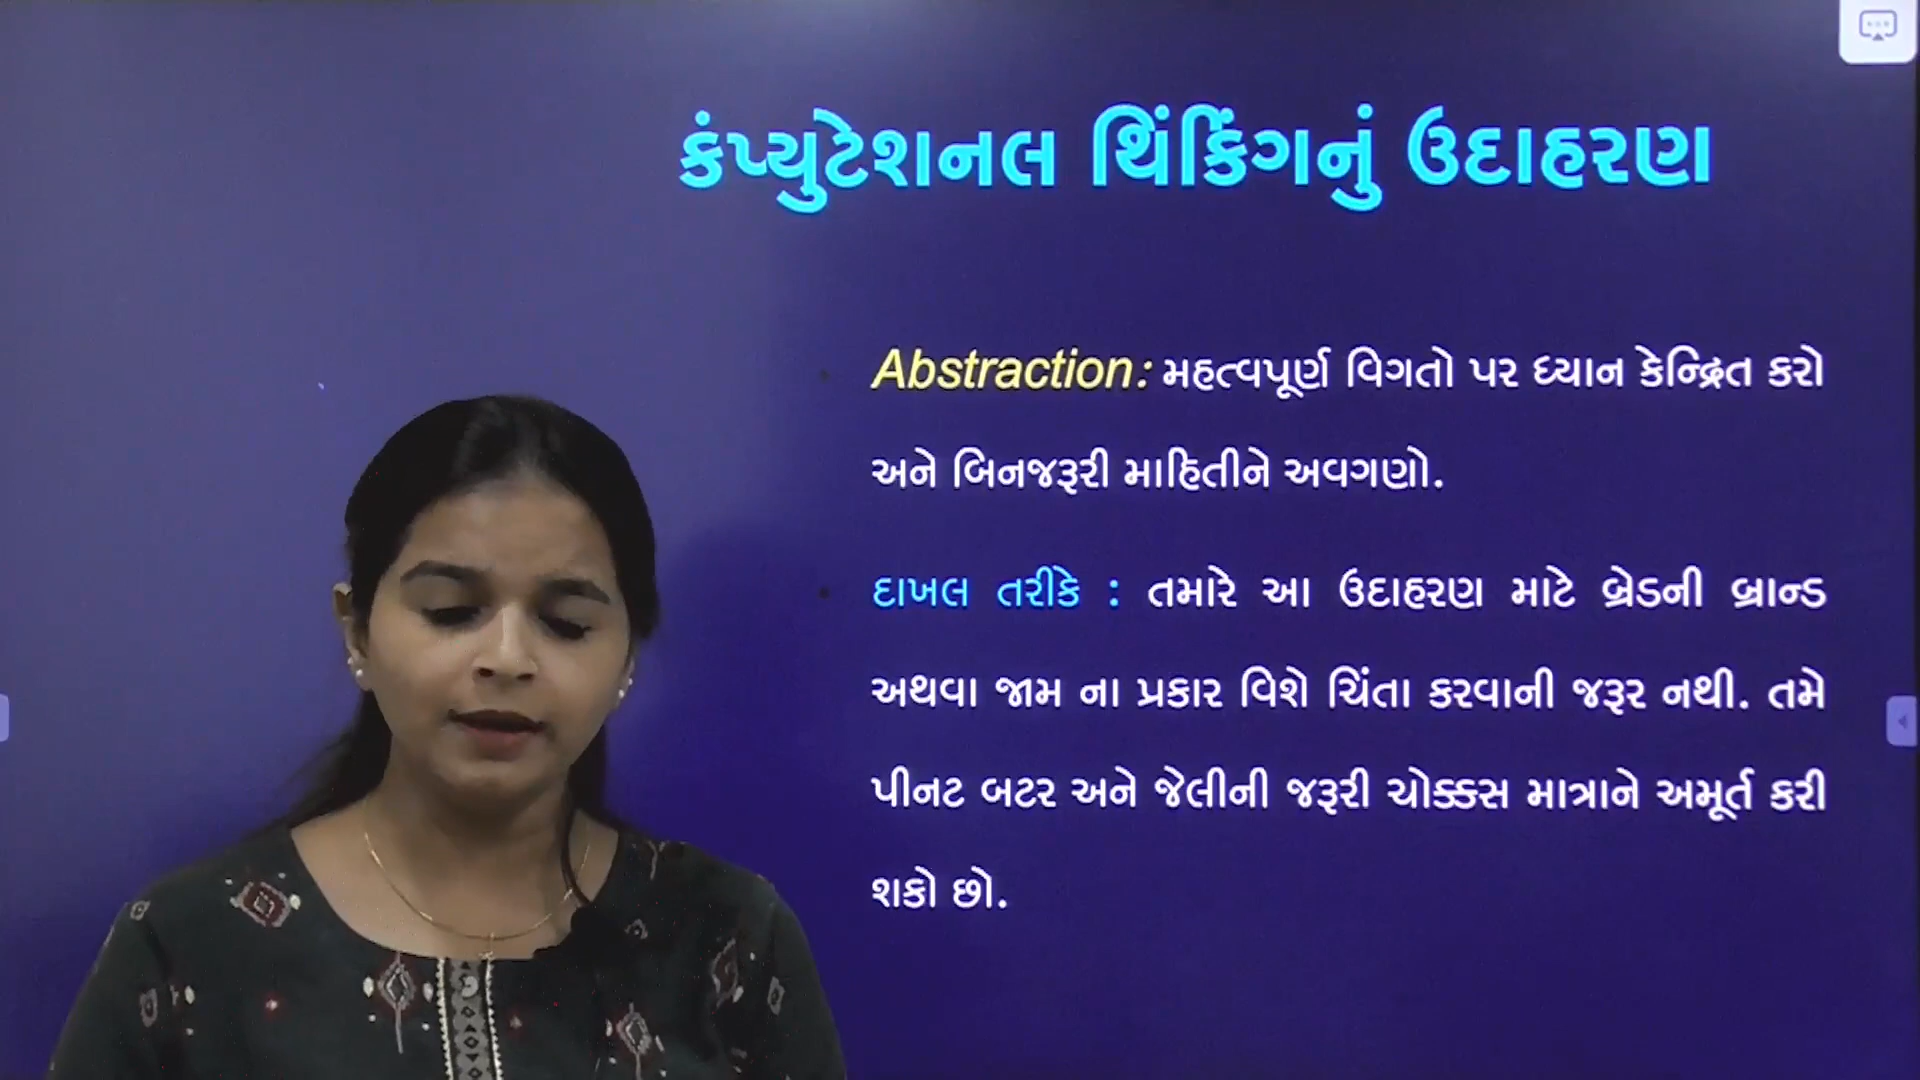 કંપ્યુટેશનલ થિંકિંગનું ઉદાહરણ
Abstraction: મહત્વપૂર્ણ વિગતો પર ધ્યાન કેન્દ્રિત કરો
અને બિનજરૂરી માહિતીને અવગણો.
દાખલ તરીકે : તમારે આ ઉદાહરણ માટે બ્રેડની બ્રાન્ડ
અથવા જામ ના પ્રકાર વિશે ચિંતા કરવાની જરૂર નથી. તમે
પીનટ બટર અને જેલીની જરૂરી ચોક્કસ માત્રાને અમૂર્ત કરી
શકો છો.